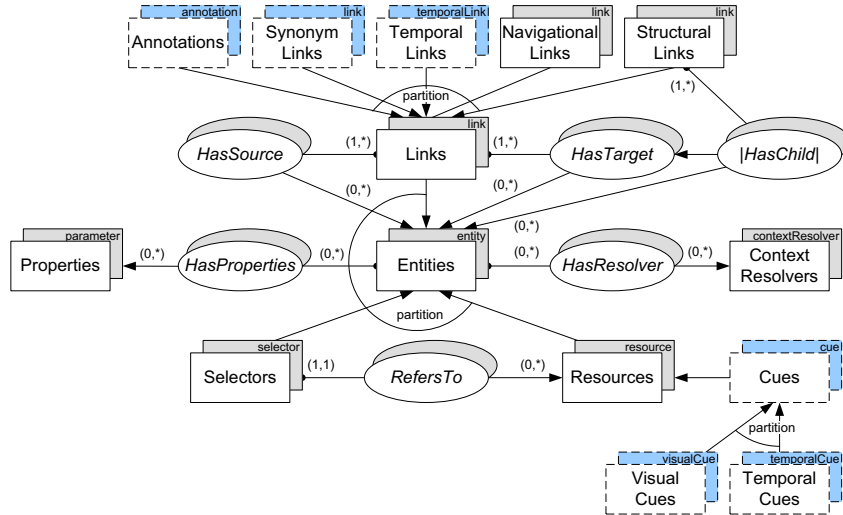 annotation
link
temporalLink
link
link
Annotations
Synonym
Links
Temporal
Links
Navigational
Links
Structural
Links
partition
(1,*)
link
HasSource
(1,*)
Links
(1,*)
HasTarget
|HasChild|
(0,*)
(0,*)
(0,*)
parameter
entity
contextResolver
Properties
(0,*)
HasProperties
(0,*)
Entities
(0,*)
HasResolver
(0,*)
Context
Resolvers
partition
selector
resource
cue
Selectors
(1,1)
RefersTo
(0,*)
Resources
Cues
partition
visualCue
temporalCue
Visual
Cues
Temporal
Cues